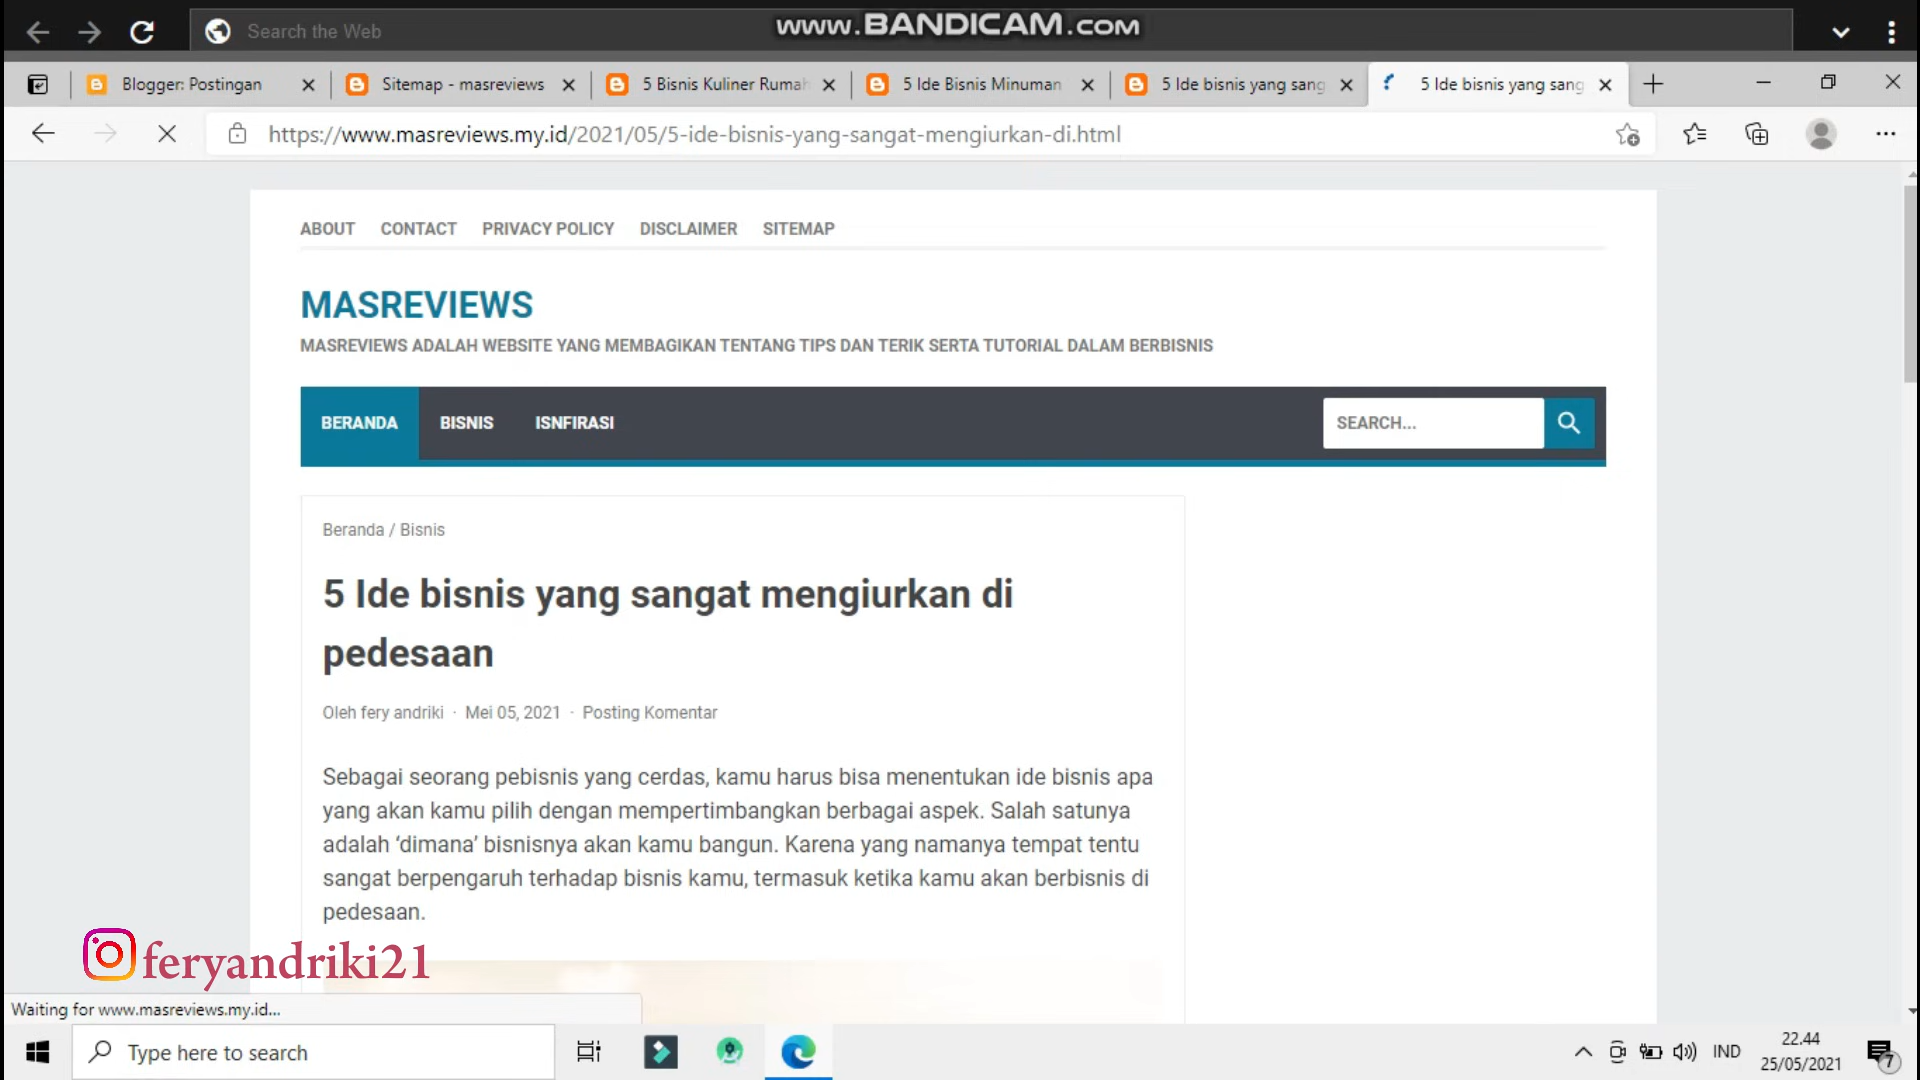 Search the Web
www.BANDICAM.com
Blogger: Postingan
Sitemap - masreviews
5 Bisnis Kuliner Rumah
5 Ide Bisnis Minuman
5 Ide bisnis yang sang
5 Ide bisnis yang sang
https://www.masreviews.my.id/2021/05/5-ide-bisnis-yang-sangat-mengiurkan-di.html
ABOUT CONTACT PRIVACY POLICY DISCLAIMER SITEMAP
MASREVIEWS
MASREVIEWS ADALAH WEBSITE YANG MEMBAGIKAN TENTANG TIPS DAN TERIK SERTA TUTORIAL DALAM BERBISNIS
BERANDA BISNIS ISNFIRASI SEARCH...
Beranda / Bisnis
5 Ide bisnis yang sangat mengiurkan di
pedesaan
Oleh fery andriki · Mei 05, 2021 · Posting Komentar
Sebagai seorang pebisnis yang cerdas, kamu harus bisa menentukan ide bisnis apa
yang akan kamu pilih dengan mempertimbangkan berbagai aspek. Salah satunya
adalah ‘dimana’ bisnisnya akan kamu bangun. Karena yang namanya tempat tentu
sangat berpengaruh terhadap bisnis kamu, termasuk ketika kamu akan berbisnis di
pedesaan.
feryandriki21
Waiting for www.masreviews.my.id...
Type here to search
IND
22.44
25/05/2021
7